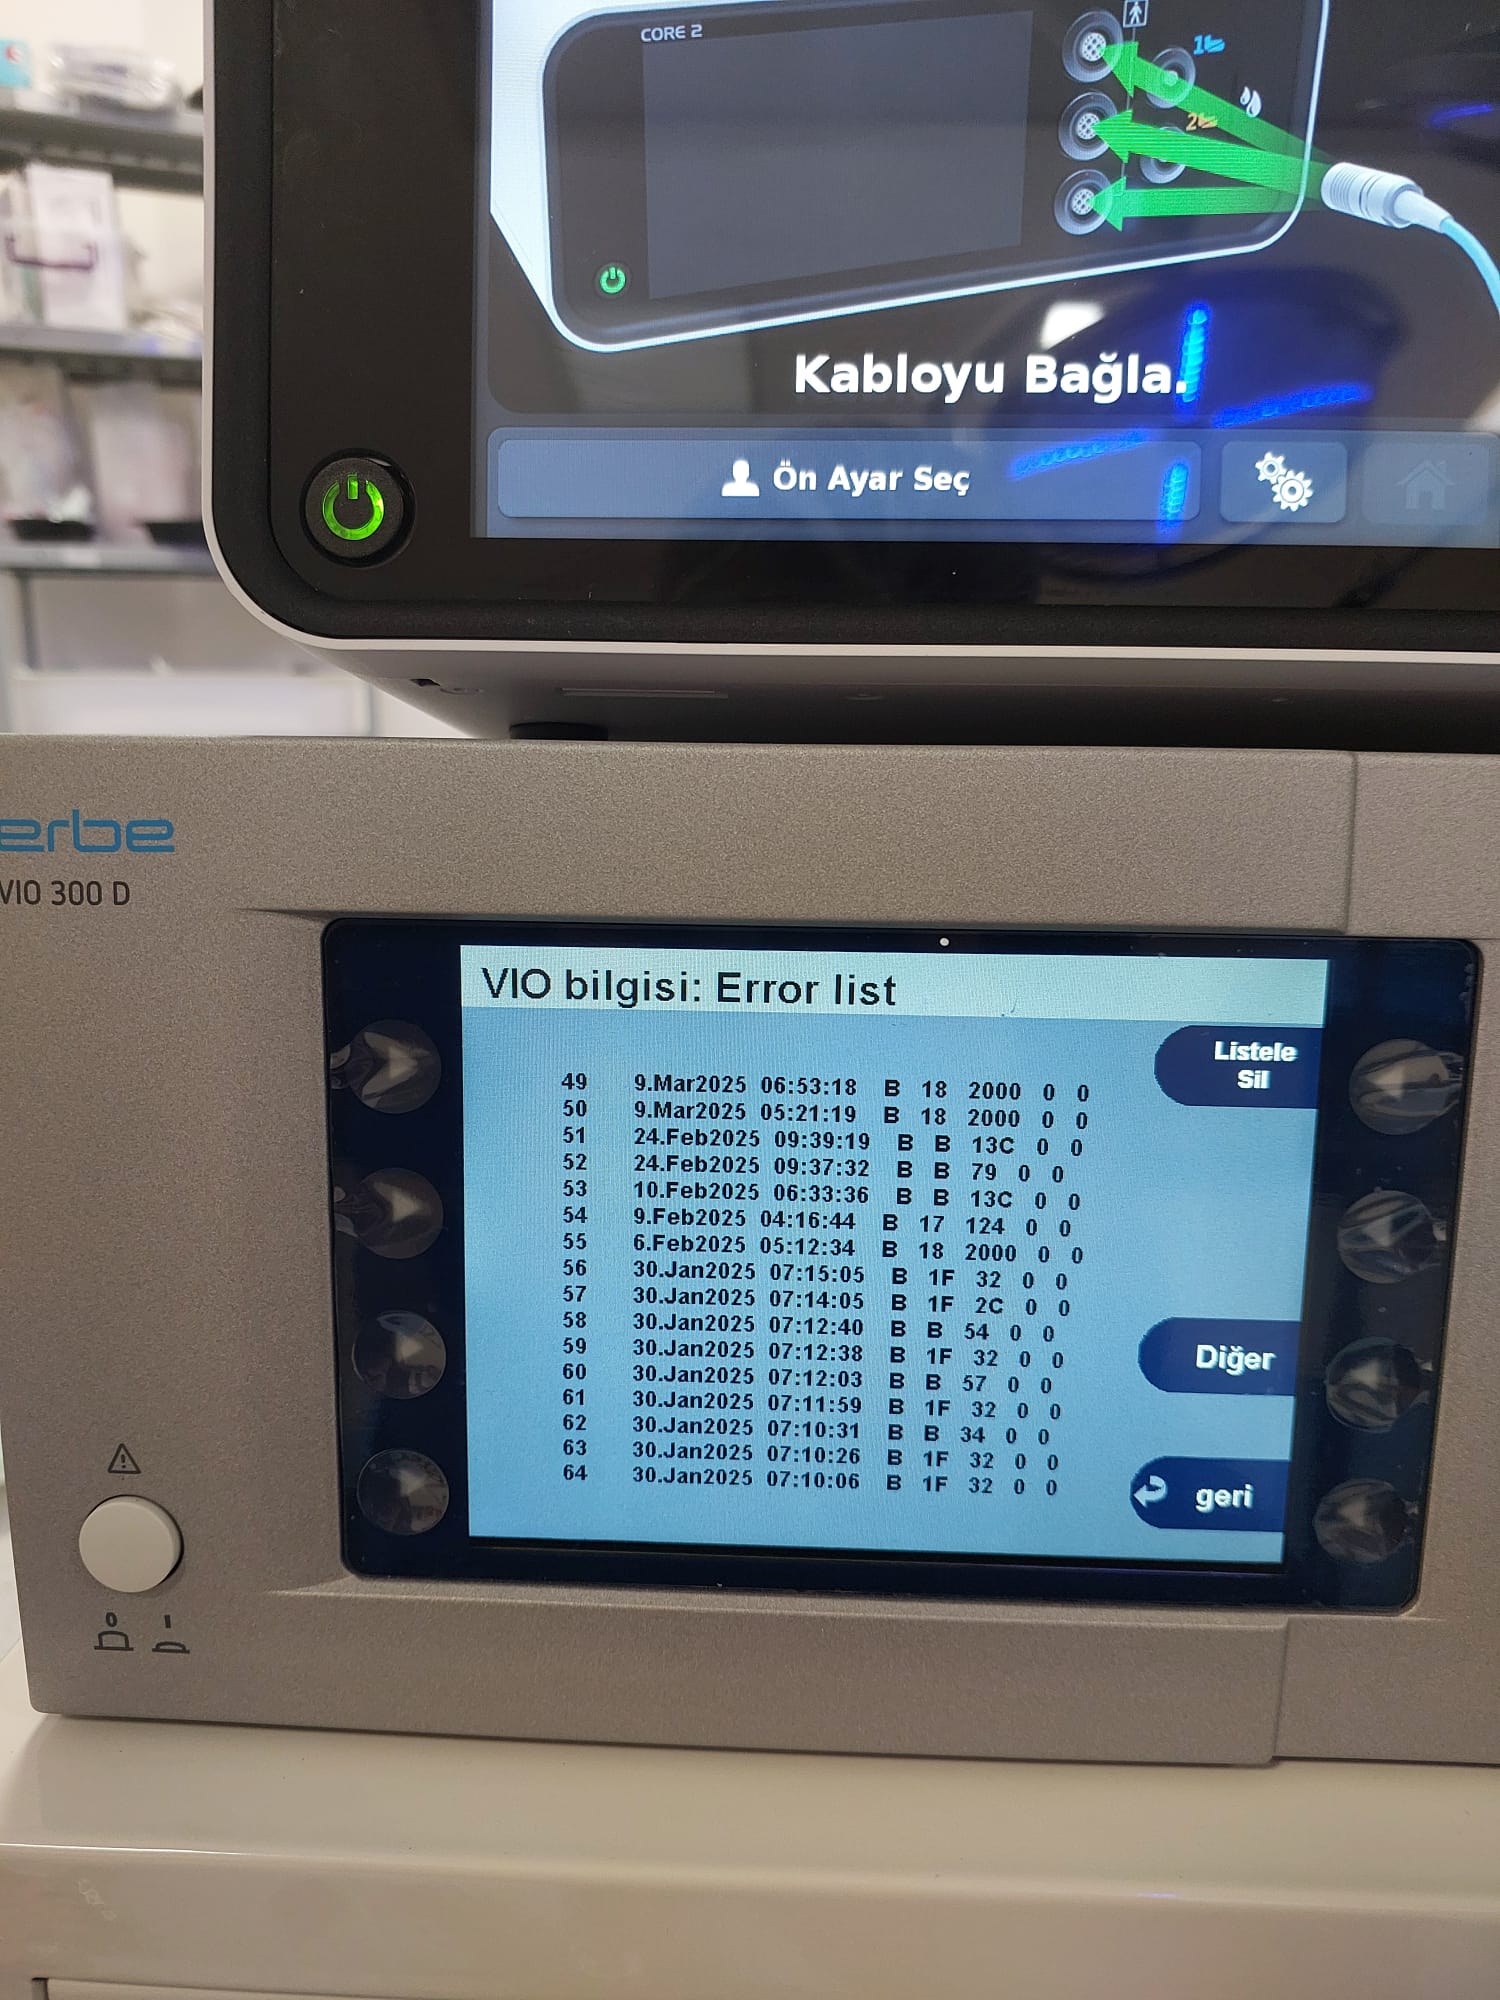 CORE 2
1
2
Kabloyu Bağla.
Ön Ayar Seç
erbe
VIO 300 D
VIO bilgisi: Error list
Listele
Sil
49 9.Mar2025 06:53:18 B 18 2000 0 0
50 9.Mar2025 05:21:19 B 18 2000 0 0
51 24.Feb2025 09:39:19 B B 13C 0 0
52 24.Feb2025 09:37:32 B B 79 0 0
53 10.Feb2025 06:33:36 B B 13C 0 0
54 9.Feb2025 04:16:44 B 17 124 0 0
55 6.Feb2025 05:12:34 B 18 2000 0 0
56 30.Jan2025 07:15:05 B 1F 32 0 0
57 30.Jan2025 07:14:05 B 1F 2C 0 0
58 30.Jan2025 07:12:40 B B 54 0 0
59 30.Jan2025 07:12:38 B 1F 32 0 0
60 30.Jan2025 07:12:03 B B 57 0 0
61 30.Jan2025 07:11:59 B 1F 32 0 0
62 30.Jan2025 07:10:31 B B 34 0 0
63 30.Jan2025 07:10:26 B 1F 32 0 0
64 30.Jan2025 07:10:06 B 1F 32 0 0
Diğer
geri
0 I